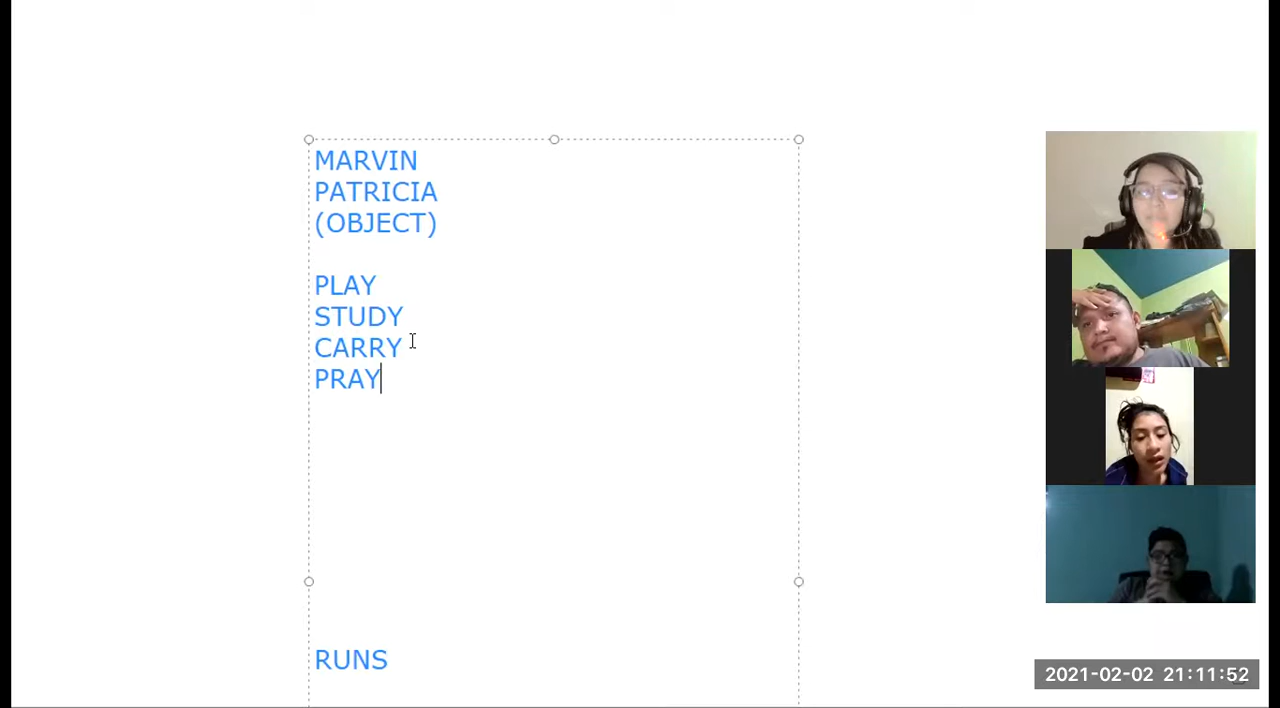 MARVIN
PATRICIA
(OBJECT)
PLAY
STUDY
CARRY
PRAY
RUNS
2021-02-02 21:11:52